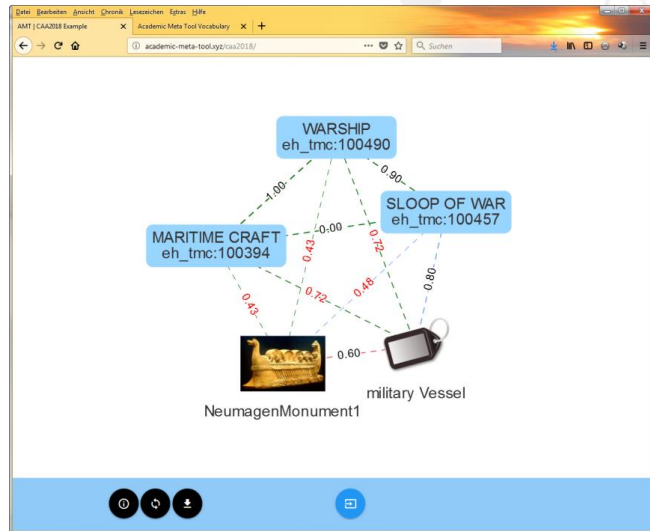 Datei Bearbeiten Ansicht Chronik Lesezeichen Extras Hilfe
AMT | CAA2018 Example
Academic Meta Tool Vocabulary
academic-meta-tool.xyz/caa2018/
Suchen
WARSHIP
eh_tmc:100490
1.00
0.90
SLOOP OF WAR
eh_tmc:100457
0.00
MARITIME CRAFT
eh_tmc:100394
0.43
0.72
0.43
0.72
0.48
0.80
0.60
military Vessel
NeumagenMonument1